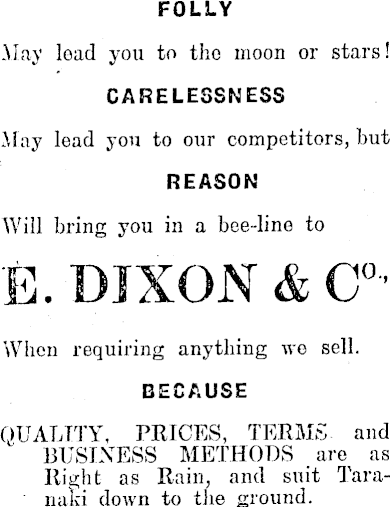 FOLLY
May lead you to the moon or stars!
CARELESSNESS
May lead you to our competitors, but
REASON
Will bring you in a bee-line to
E. DIXON & CO.,
When requiring anything we sell.
BECAUSE
QUALITY, PRICES, TERMS and
BUSINESS METHODS are as
Right as Rain, and suit Tara-
naki down to the ground.